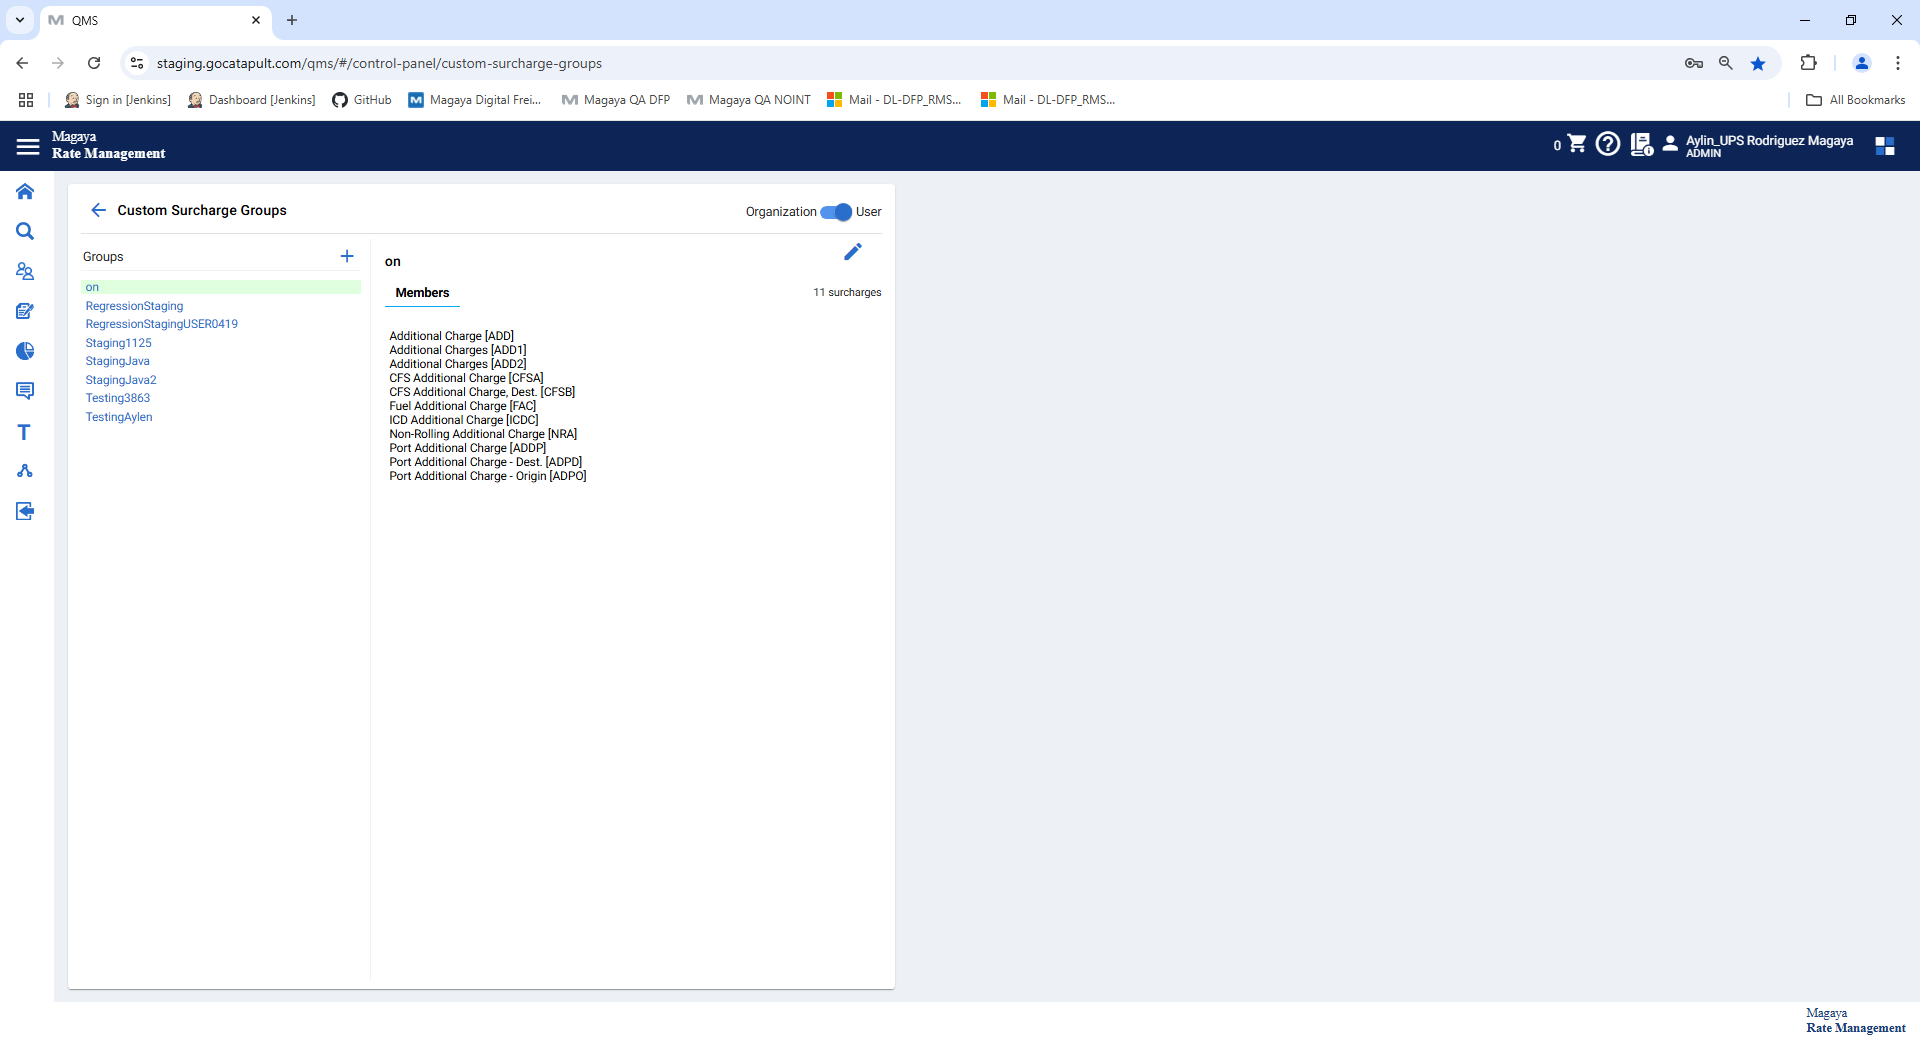 QMS
staging.gocatapult.com/qms/#/control-panel/custom-surcharge-groups
Sign in [Jenkins]
Dashboard [Jenkins]
GitHub
Magaya Digital Frei...
Magaya QA DFP
Magaya QA NOINT
Mail - DL-DFP_RMS...
Mail - DL-DFP_RMS...
All Bookmarks
Magaya
Rate Management
0
Aylin_UPS Rodriguez Magaya
ADMIN
Custom Surcharge Groups
Organization
User
Groups
on
RegressionStaging
RegressionStagingUSER0419
Staging1125
StagingJava
StagingJava2
Testing3863
TestingAylen
on
Members
11 surcharges
Additional Charge [ADD]
Additional Charges [ADD1]
Additional Charges [ADD2]
CFS Additional Charge [CFSA]
CFS Additional Charge, Dest. [CFSB]
Fuel Additional Charge [FAC]
ICD Additional Charge [ICDC]
Non-Rolling Additional Charge [NRA]
Port Additional Charge [ADDP]
Port Additional Charge - Dest. [ADPD]
Port Additional Charge - Origin [ADPO]
Magaya
Rate Management